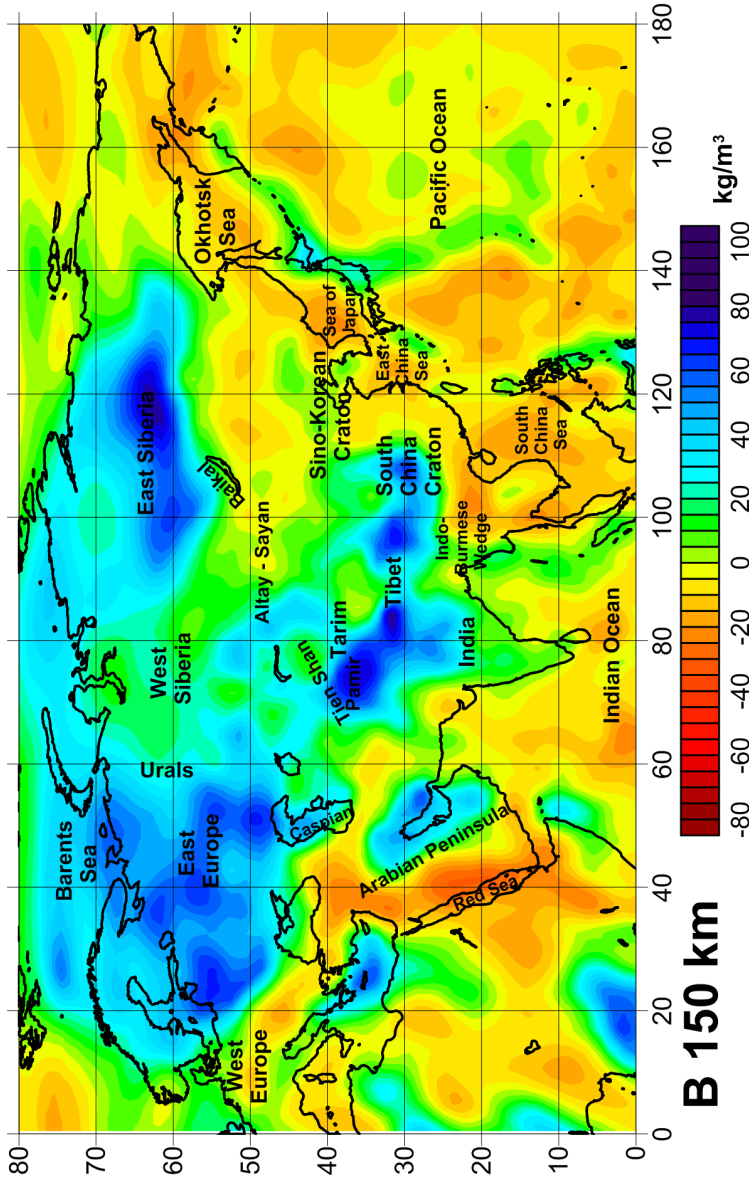 80
70
60
50
40
30
20
10
0
0
20
40
60
80
100
120
140
160
180
Barents
Sea
Urals
West
Siberia
East Siberia
Okhotsk
Sea
East
Europe
West
Europe
Baikal
Altay - Sayan
Caspian
Tien Shan
Tarim
Pamir
Tibet
Sino-Korean
Craton
Sea of
Japan
East
China
Sea
South
China
Craton
Indo-
Burmese
Wedge
India
Arabian Peninsula
Red Sea
South
China
Sea
Pacific Ocean
Indian Ocean
B 150 km
-80
-60
-40
-20
0
20
40
60
80
100
kg/m³